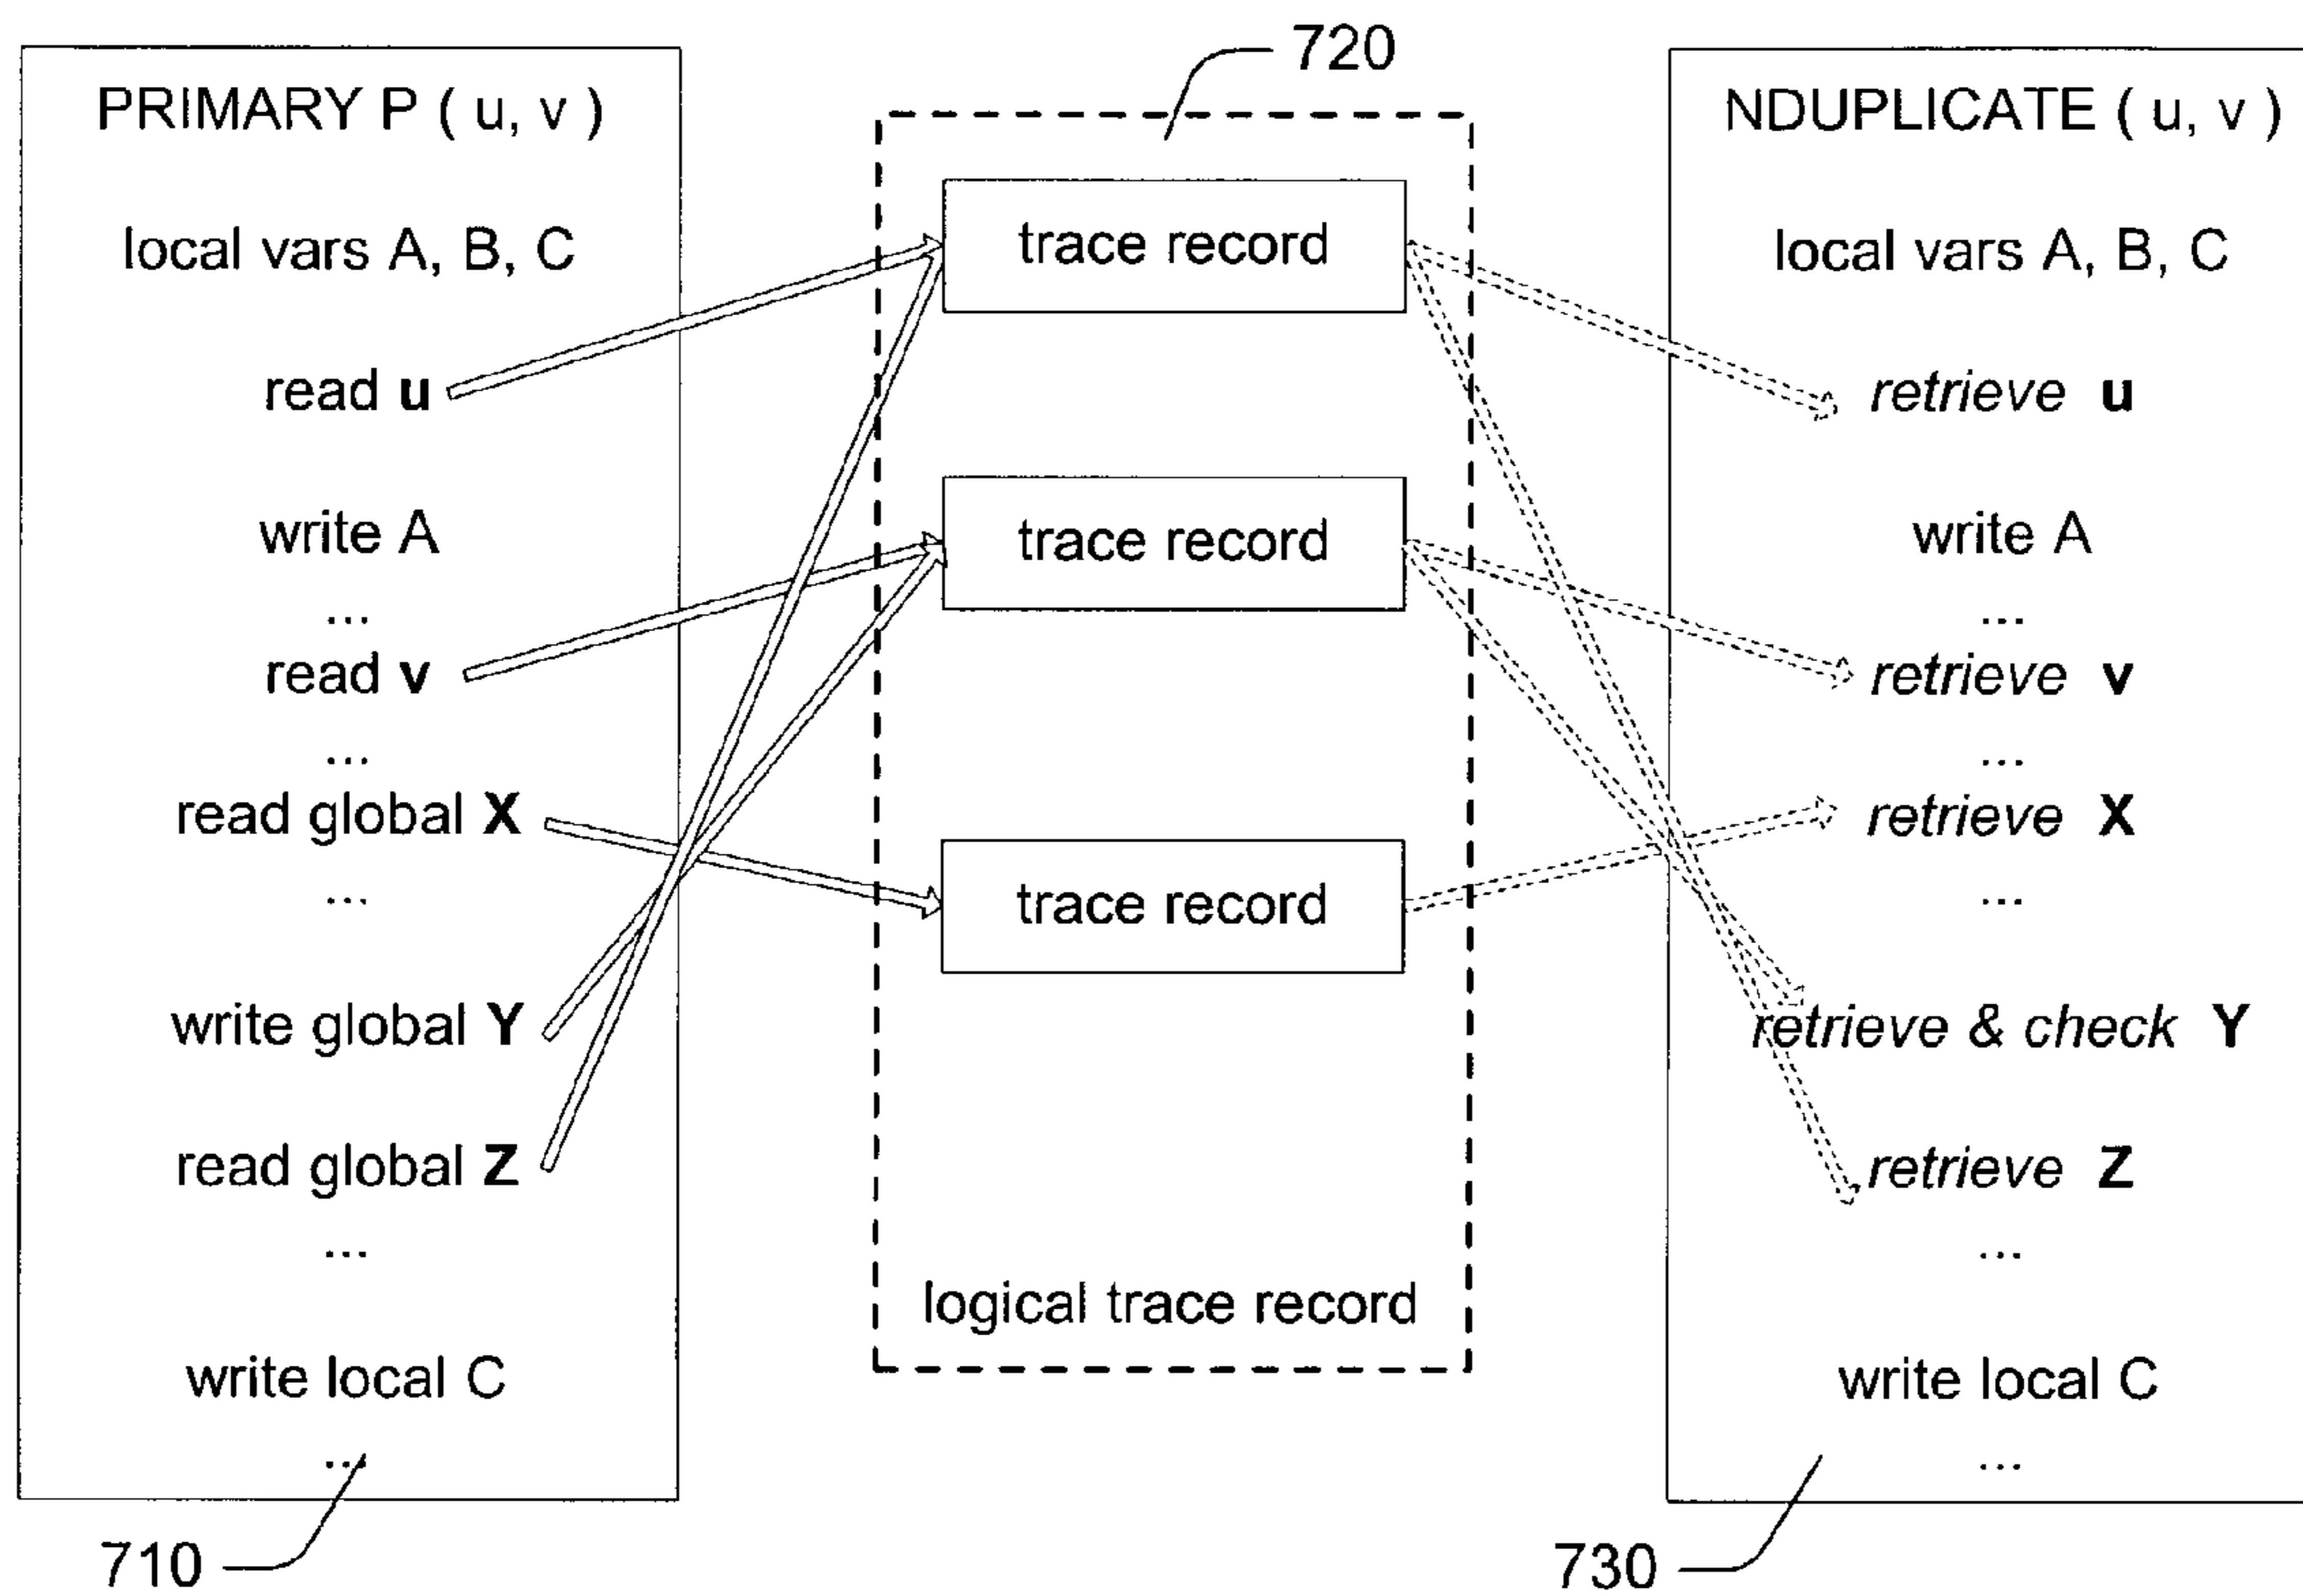 720
PRIMARY P ( u, v )
local vars A, B, C
read u
write A
...
read v
...
read global X
...
write global Y
read global Z
...
write local C
...
710
trace record
trace record
trace record
logical trace record
NDUPLICATE ( u, v )
local vars A, B, C
retrieve u
write A
...
retrieve v
...
retrieve X
...
retrieve & check Y
retrieve Z
...
write local C
...
730